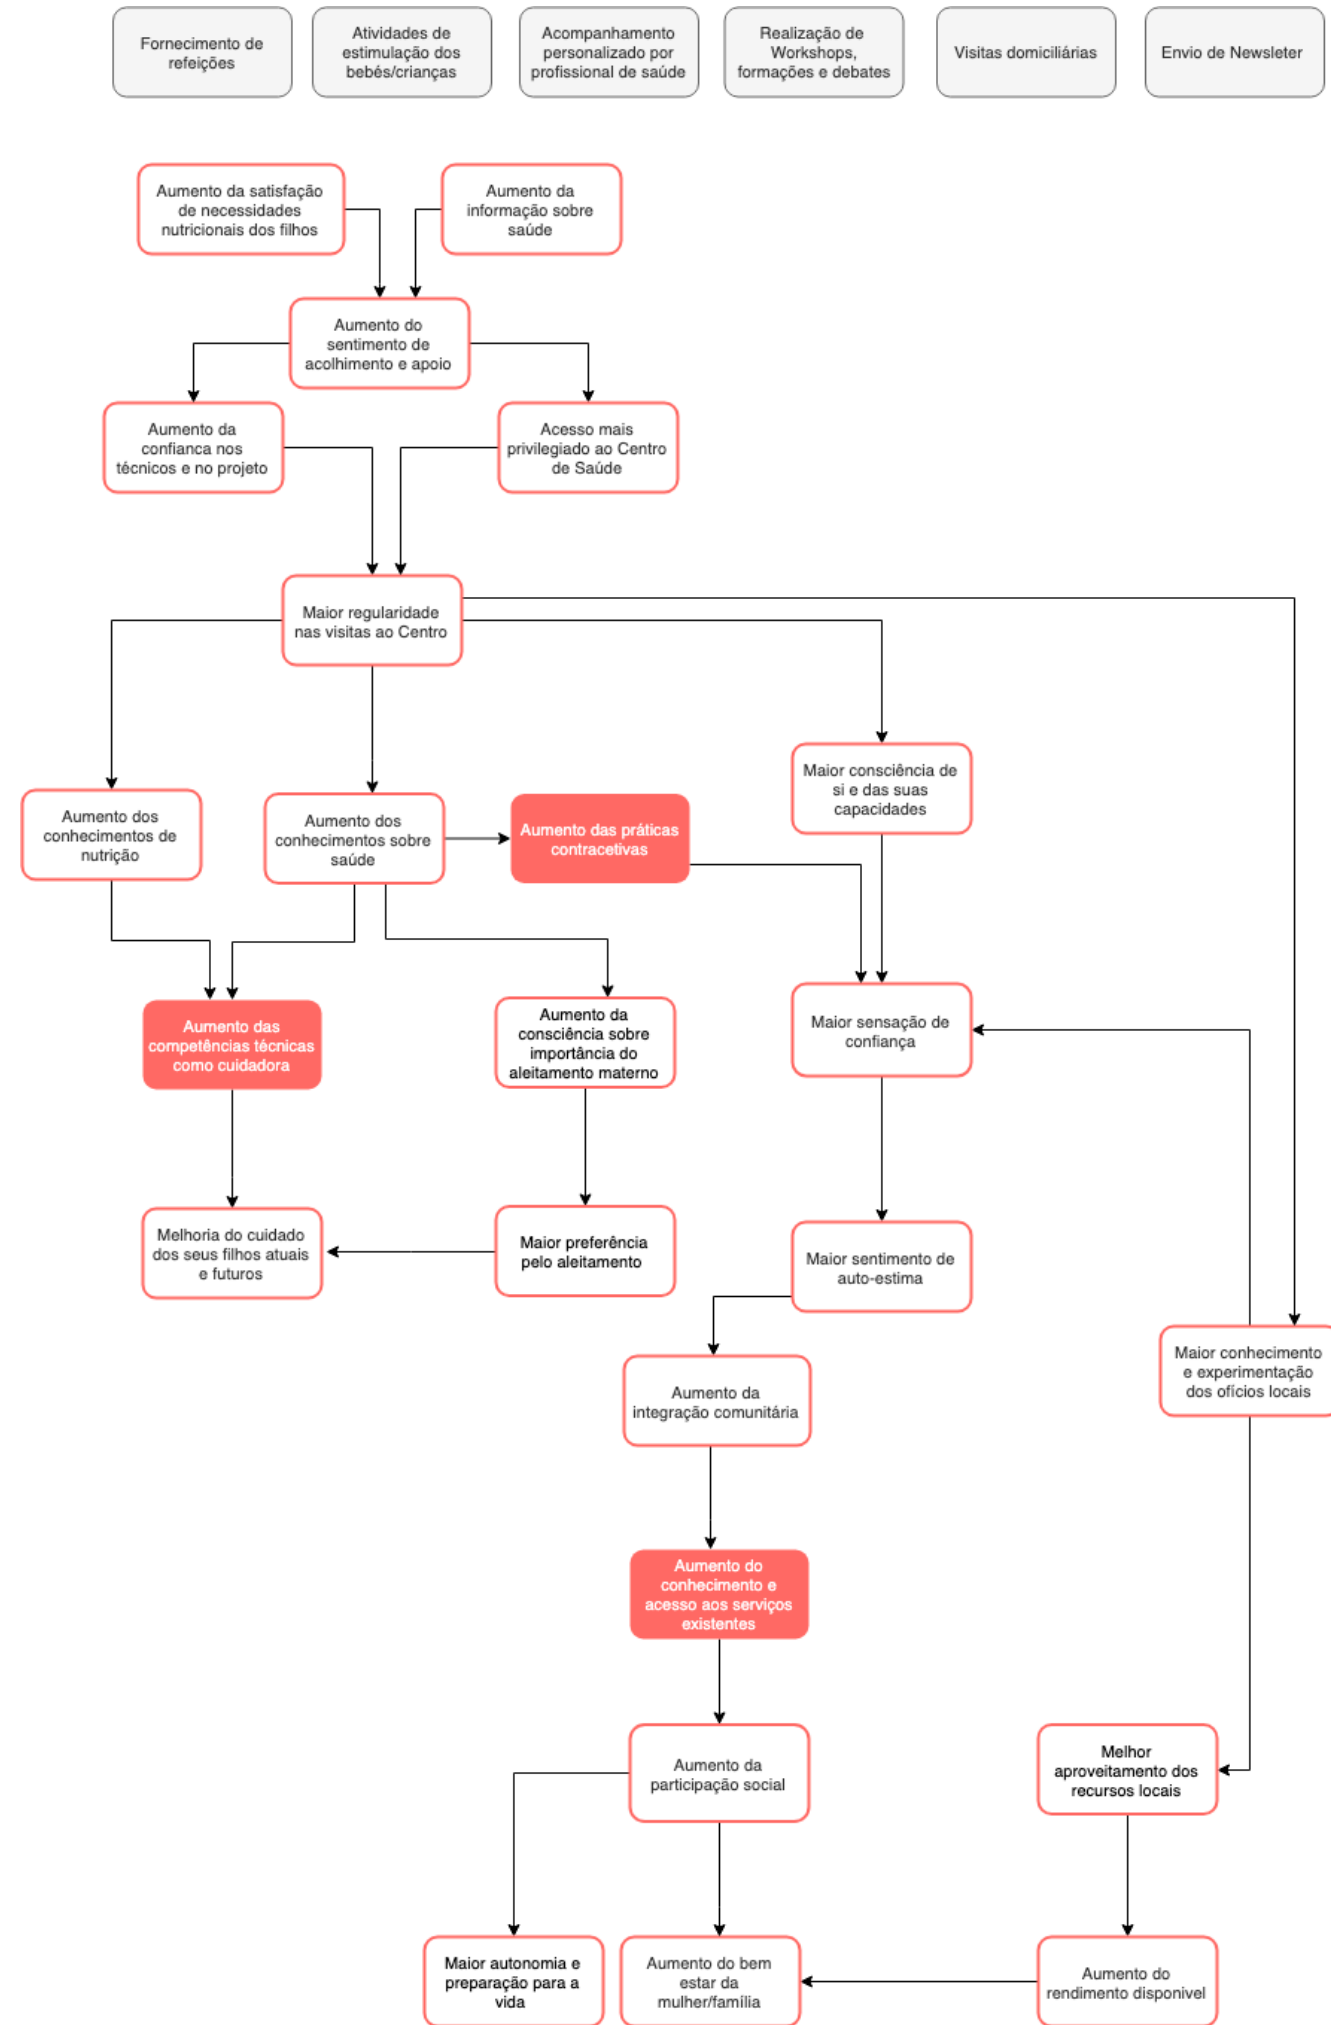 Fornecimento de
refeições
Atividades de
estimulação dos
bebés/crianças
Acompanhamento
personalizado por
profissional de saúde
Realização de
Workshops,
formações e debates
Visitas domiciliárias
Envio de Newsleter
Aumento da satisfação
de necessidades
nutricionais dos filhos
Aumento da
informação sobre
saúde
Aumento do
sentimento de
acolhimento e apoio
Aumento da
confianca nos
técnicos e no projeto
Acesso mais
privilegiado ao Centro
de Saúde
Maior regularidade
nas visitas ao Centro
Maior consciência de
si e das suas
capacidades
Aumento dos
conhecimentos de
nutrição
Aumento dos
conhecimentos sobre
saúde
Aumento das práticas
contracetivas
Aumento das
competências técnicas
como cuidadora
Aumento da
consciência sobre
importância do
aleitamento materno
Maior sensação de
confiança
Melhoria do cuidado
dos seus filhos atuais
e futuros
Maior preferência
pelo aleitamento
Maior sentimento de
auto-estima
Maior conhecimento
e experimentação
dos ofícios locais
Aumento da
integração comunitária
Aumento do
conhecimento e
acesso aos serviços
existentes
Aumento da
participação social
Melhor
aproveitamento dos
recursos locais
Maior autonomia e
preparação para a
vida
Aumento do bem
estar da
mulher/família
Aumento do
rendimento disponivel